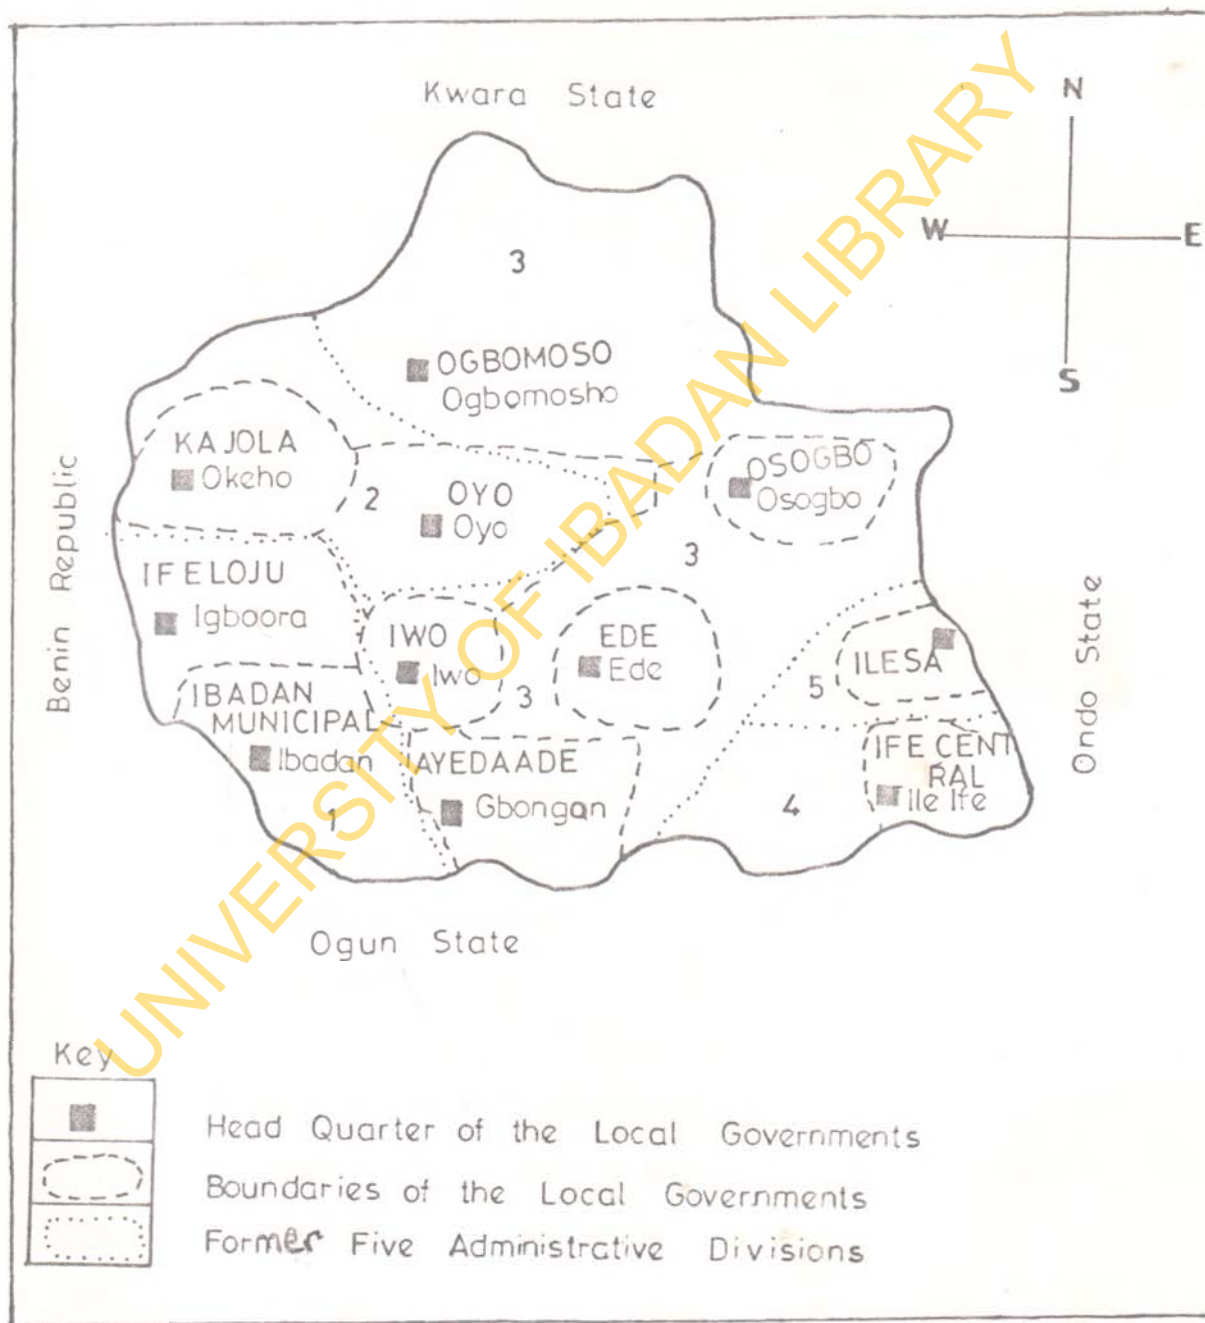 Kwara State
N
W
E
S
3
OGBOMOSO
Ogbomosho
KAJOLA
Okeho
2
OYO
Oyo
OSOGBO
Osogbo
3
Benin Republic
IFELOJU
Igboora
IWO
Iwo
3
EDE
Ede
ILESA
5
Ondo State
IBADAN
MUNICIPAL
Ibadan
1
AYEDAADE
Gbongan
4
IFE CENT
RAL
Ile Ife
Ogun State
UNIVERSITY OF IBADAN LIBRARY
Key
Head Quarter of the Local Governments
Boundaries of the Local Governments
Former Five Administrative Divisions